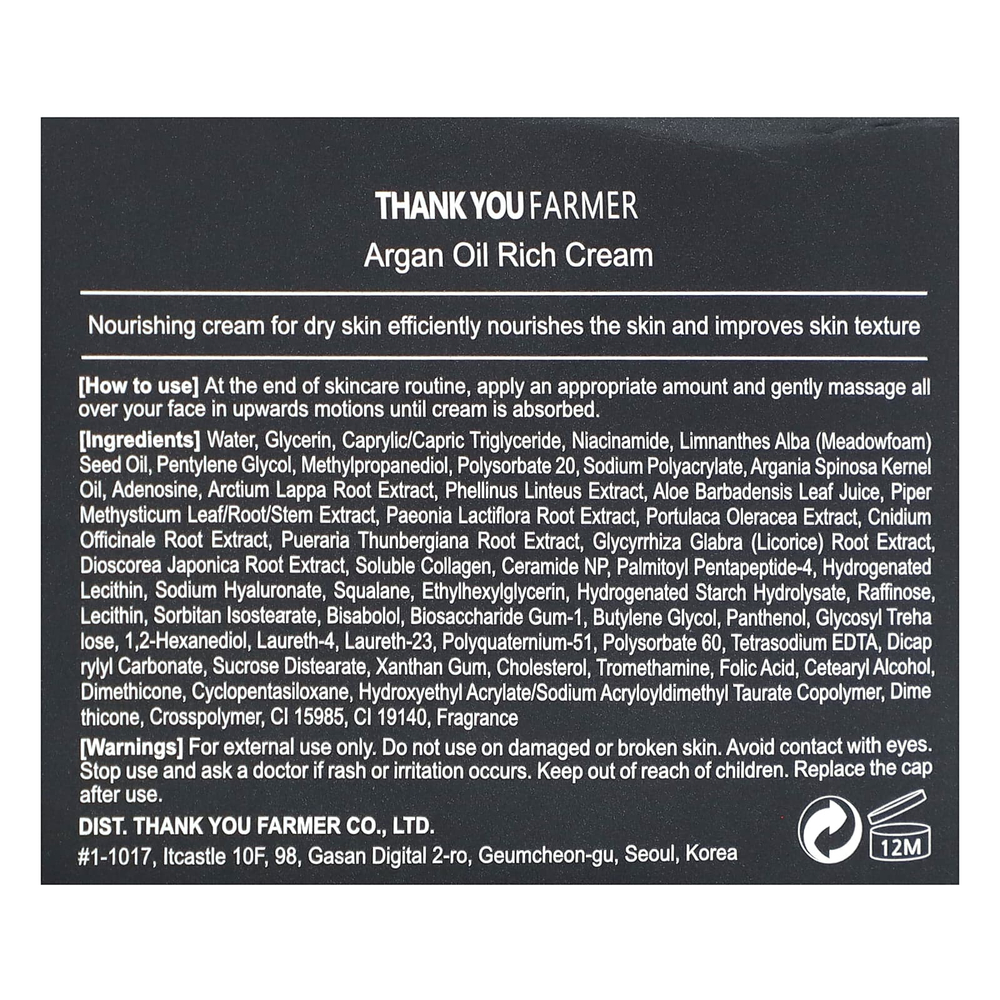 THANK YOU FARMER
Argan Oil Rich Cream
Nourishing cream for dry skin efficiently nourishes the skin and improves skin texture
[How to use] At the end of skincare routine, apply an appropriate amount and gently massage all
over your face in upwards motions until cream is absorbed.
[Ingredients] Water, Glycerin, Caprylic/Capric Triglyceride, Niacinamide, Limnanthes Alba (Meadowfoam)
Seed Oil, Pentylene Glycol, Methylpropanediol, Polysorbate 20, Sodium Polyacrylate, Argania Spinosa Kernel
Oil, Adenosine, Arctium Lappa Root Extract, Phellinus Linteus Extract, Aloe Barbadensis Leaf Juice, Piper
Methysticum Leaf/Root/Stem Extract, Paeonia Lactiflora Root Extract, Portulaca Oleracea Extract, Cnidium
Officinale Root Extract, Pueraria Thunbergiana Root Extract, Glycyrrhiza Glabra (Licorice) Root Extract,
Dioscorea Japonica Root Extract, Soluble Collagen, Ceramide NP, Palmitoyl Pentapeptide-4, Hydrogenated
Lecithin, Sodium Hyaluronate, Squalane, Ethylhexylglycerin, Hydrogenated Starch Hydrolysate, Raffinose,
Lecithin, Sorbitan Isostearate, Bisabolol, Biosaccharide Gum-1, Butylene Glycol, Panthenol, Glycosyl Treha
lose, 1,2-Hexanediol, Laureth-4, Laureth-23, Polyquaternium-51, Polysorbate 60, Tetrasodium EDTA, Dicap
rylyl Carbonate, Sucrose Distearate, Xanthan Gum, Cholesterol, Tromethamine, Folic Acid, Cetearyl Alcohol,
Dimethicone, Cyclopentasiloxane, Hydroxyethyl Acrylate/Sodium Acryloyldimethyl Taurate Copolymer, Dime
thicone, Crosspolymer, CI 15985, CI 19140, Fragrance
[Warnings] For external use only. Do not use on damaged or broken skin. Avoid contact with eyes.
Stop use and ask a doctor if rash or irritation occurs. Keep out of reach of children. Replace the cap
after use.
DIST. THANK YOU FARMER CO., LTD.
#1-1017, Itcastle 10F, 98, Gasan Digital 2-ro, Geumcheon-gu, Seoul, Korea
12M